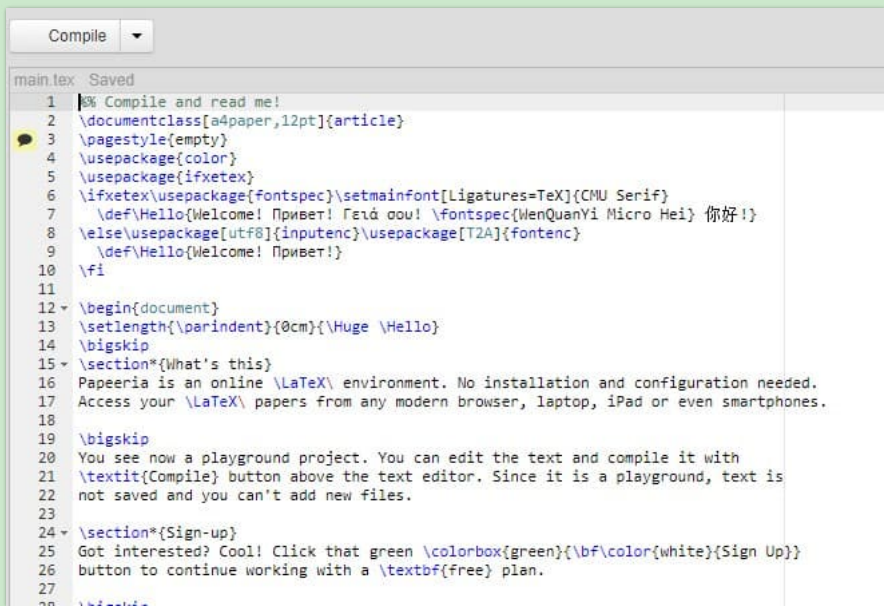 Compile
main.tex Saved
1 %% Compile and read me!
2 \documentclass[a4paper,12pt]{article}
3 \pagestyle{empty}
4 \usepackage{color}
5 \usepackage{ifxetex}
6 \ifxetex\usepackage{fontspec}\setmainfont[Ligatures=TeX]{CMU Serif}
7 \def\Hello{Welcome! Привет! Γειά σου! \fontspec{WenQuanYi Micro Hei} 你好!}
8 \else\usepackage[utf8]{inputenc}\usepackage[T2A]{fontenc}
9 \def\Hello{Welcome! Привет!}
10 \fi
11
12 \begin{document}
13 \setlength{\parindent}{0cm}{\Huge \Hello}
14 \bigskip
15 \section*{What's this}
16 Papeeria is an online \LaTeX\ environment. No installation and configuration needed.
17 Access your \LaTeX\ papers from any modern browser, laptop, iPad or even smartphones.
18
19 \bigskip
20 You see now a playground project. You can edit the text and compile it with
21 \textit{Compile} button above the text editor. Since it is a playground, text is
22 not saved and you can't add new files.
23
24 \section*{Sign-up}
25 Got interested? Cool! Click that green \colorbox{green}{\bf\color{white}{Sign Up}}
26 button to continue working with a \textbf{free} plan.
27
28 \bigskip